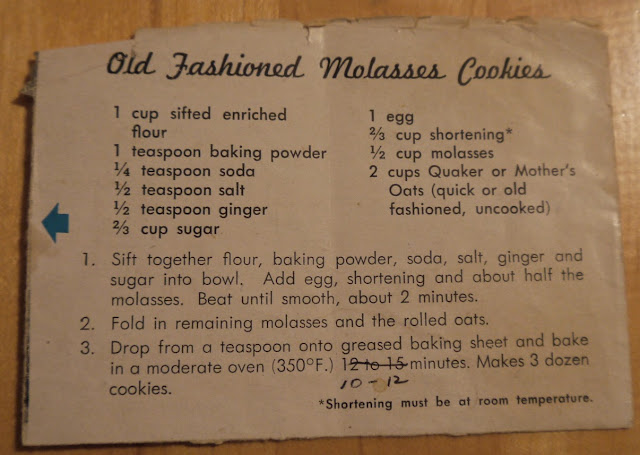 Old Fashioned Molasses Cookies
1 cup sifted enriched
flour
1 teaspoon baking powder
¼ teaspoon soda
½ teaspoon salt
½ teaspoon ginger
⅔ cup sugar
1 egg
⅔ cup shortening*
½ cup molasses
2 cups Quaker or Mother's
Oats (quick or old
fashioned, uncooked)
1. Sift together flour, baking powder, soda, salt, ginger and
sugar into bowl. Add egg, shortening and about half the
molasses. Beat until smooth, about 2 minutes.
2. Fold in remaining molasses and the rolled oats.
3. Drop from a teaspoon onto greased baking sheet and bake
in a moderate oven (350°F.) 12 to 15 minutes. Makes 3 dozen
cookies.
10 - 12
*Shortening must be at room temperature.